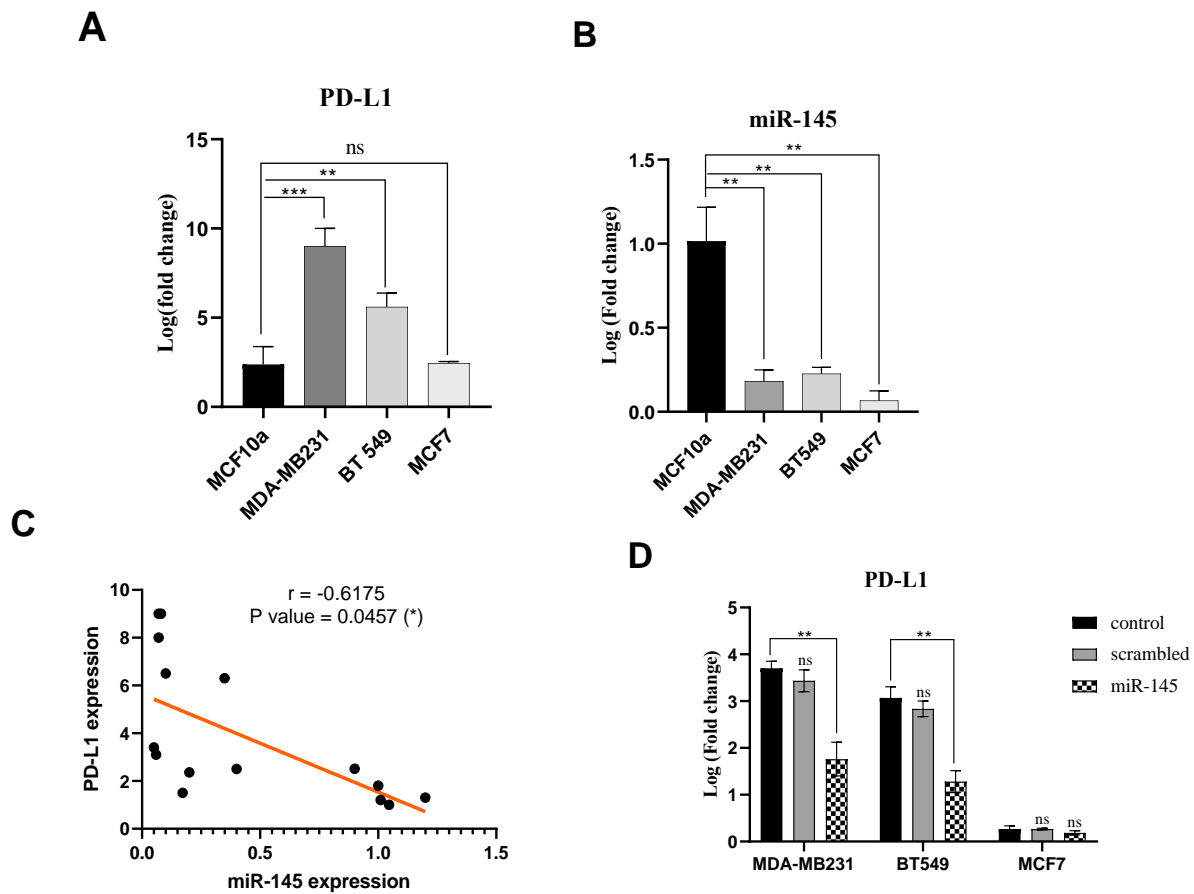 A
PD-L1
Log(fold change)
15
10
5
0
ns
**
***
MCF10a
MDA-MB231
BT 549
MCF7
B
miR-145
Log (Fold change)
1.5
1.0
0.5
0.0
**
**
**
MCF10a
MDA-MB231
BT549
MCF7
C
r = -0.6175
P value = 0.0457 (*)
PD-L1 expression
10
8
6
4
2
0
0.0
0.5
1.0
1.5
miR-145 expression
D
PD-L1
Log (Fold change)
5
4
3
2
1
0
**
ns
**
ns
ns
ns
MDA-MB231
BT549
MCF7
control
scrambled
miR-145